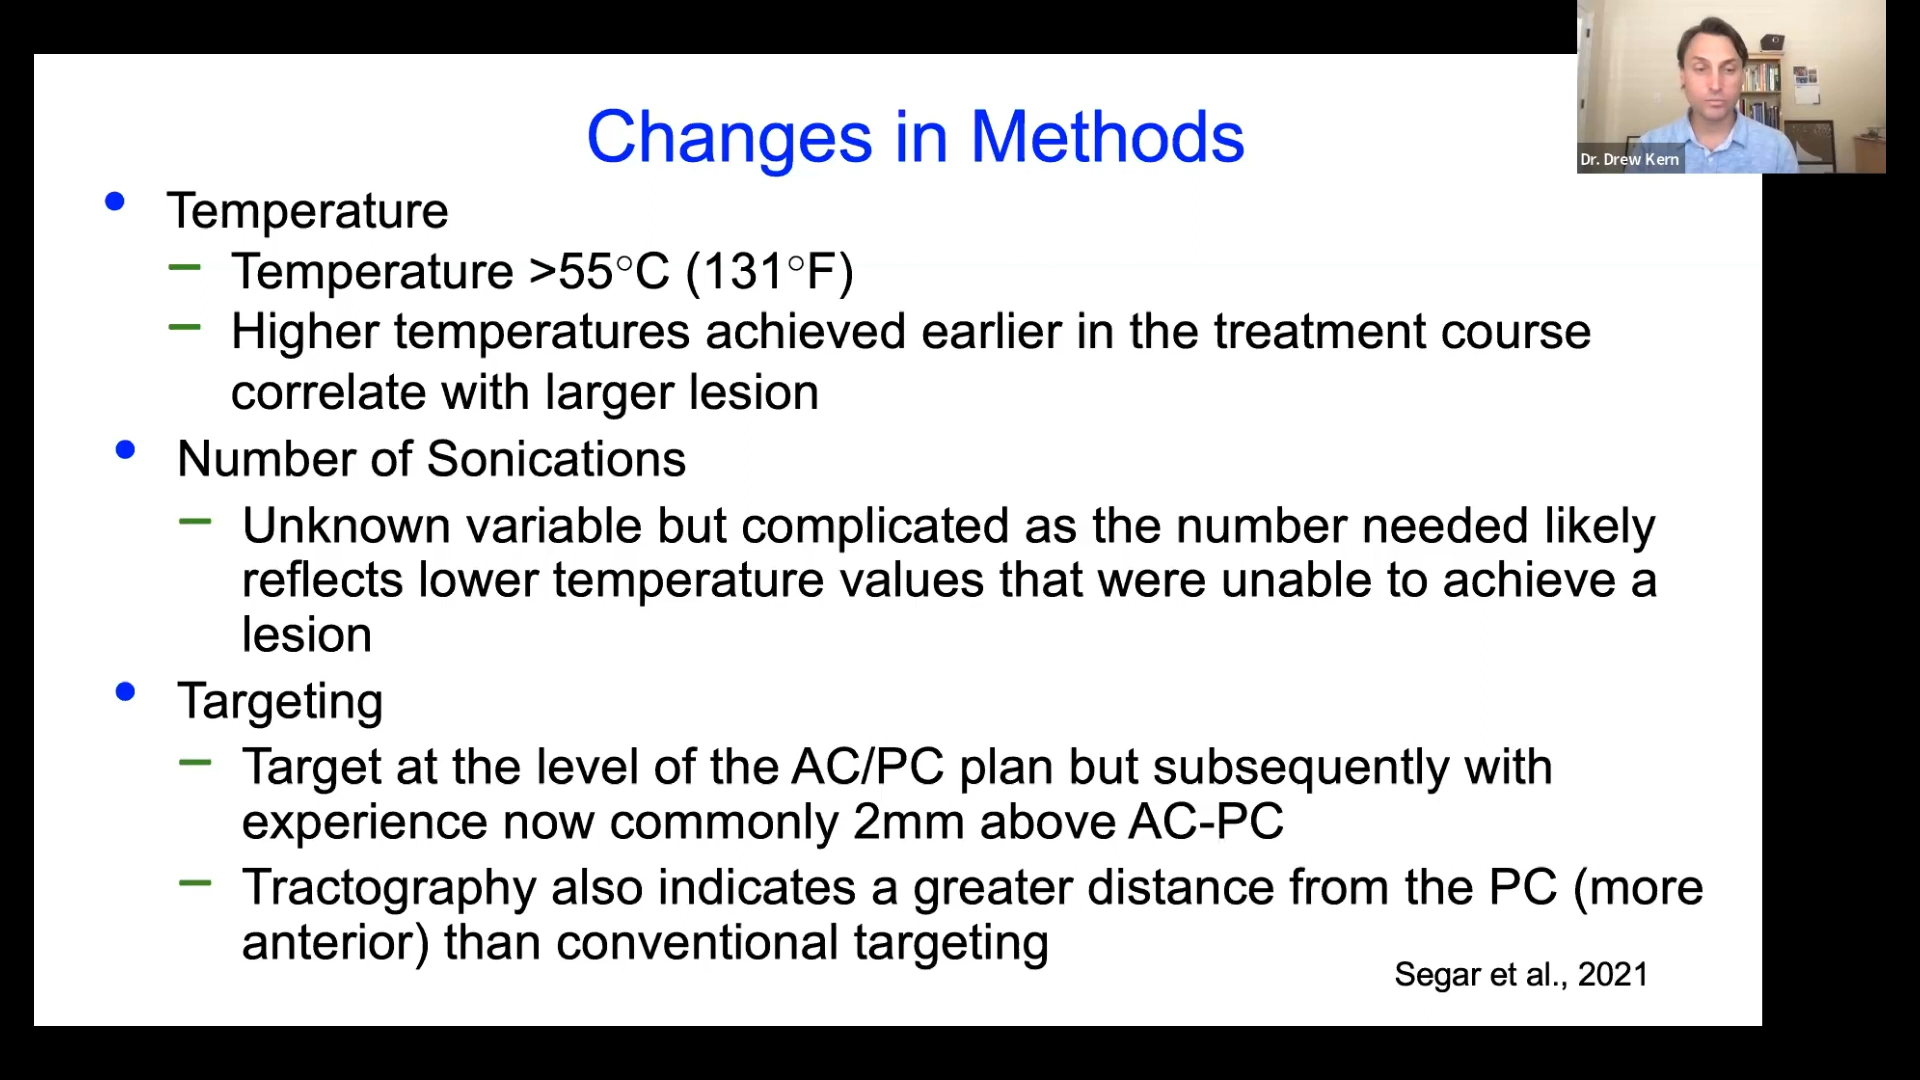 Changes in Methods
Dr. Drew Kern
• Temperature
– Temperature >55°C (131°F)
– Higher temperatures achieved earlier in the treatment course
correlate with larger lesion
• Number of Sonications
– Unknown variable but complicated as the number needed likely
reflects lower temperature values that were unable to achieve a
lesion
• Targeting
– Target at the level of the AC/PC plan but subsequently with
experience now commonly 2mm above AC-PC
– Tractography also indicates a greater distance from the PC (more
anterior) than conventional targeting
Segar et al., 2021